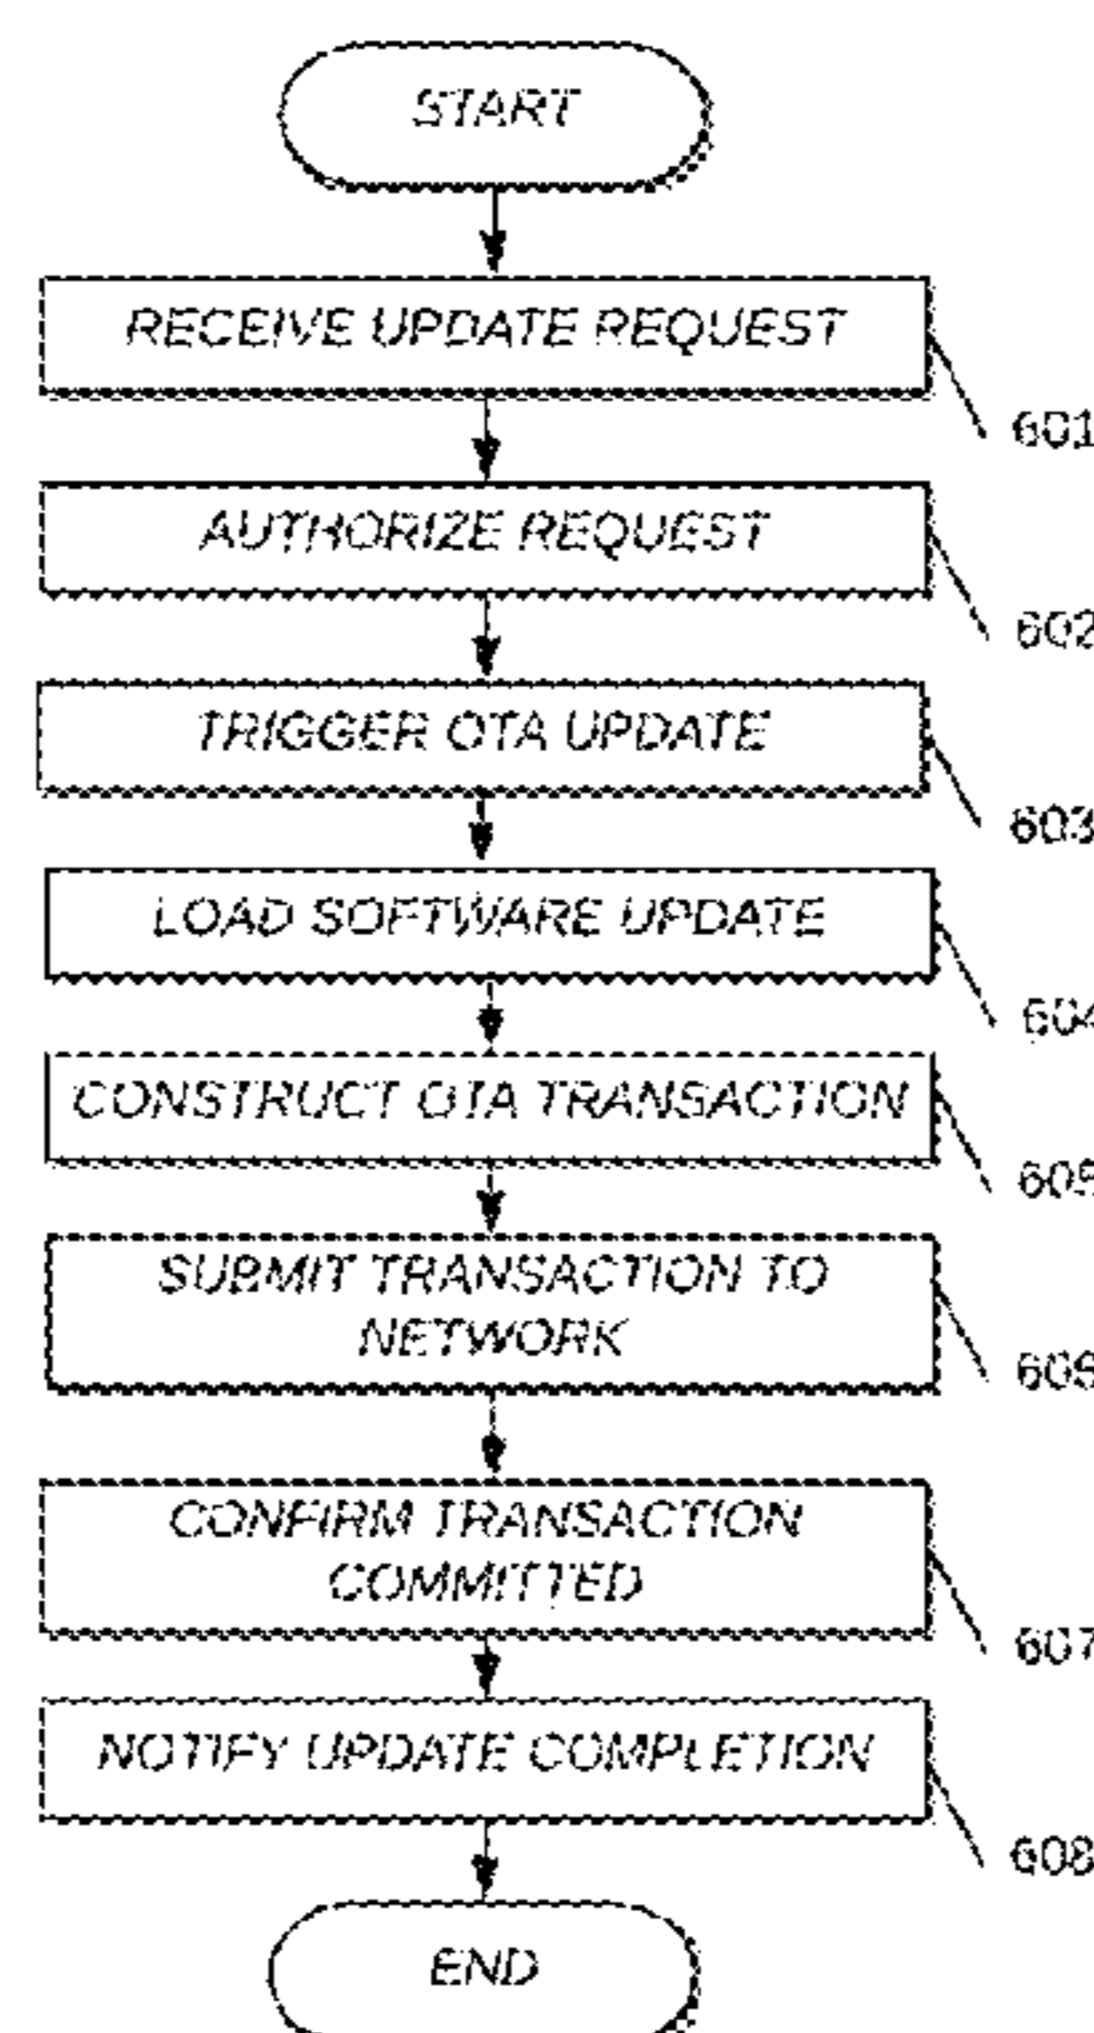 START
RECEIVE UPDATE REQUEST
601
AUTHORIZE REQUEST
602
TRIGGER OTA UPDATE
603
LOAD SOFTWARE UPDATE
604
CONSTRUCT OTA TRANSACTION
605
SUBMIT TRANSACTION TO
NETWORK
606
CONFIRM TRANSACTION
COMMITTED
607
NOTIFY UPDATE COMPLETION
608
END